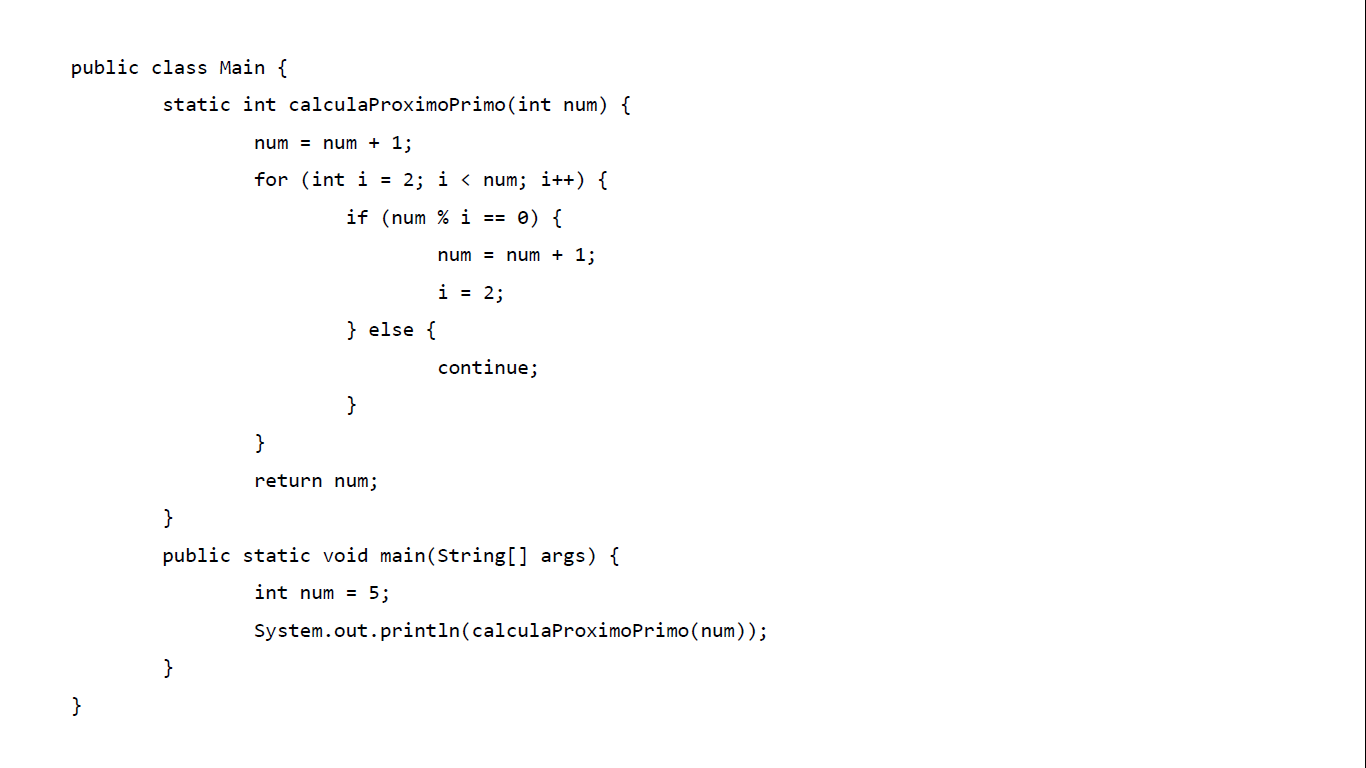 public class Main {
static int calculaProximoPrimo(int num) {
num = num + 1;
for (int i = 2; i < num; i++) {
if (num % i == 0) {
num = num + 1;
i = 2;
} else {
continue;
}
}
return num;
}
public static void main(String[] args) {
int num = 5;
System.out.println(calculaProximoPrimo(num));
}
}